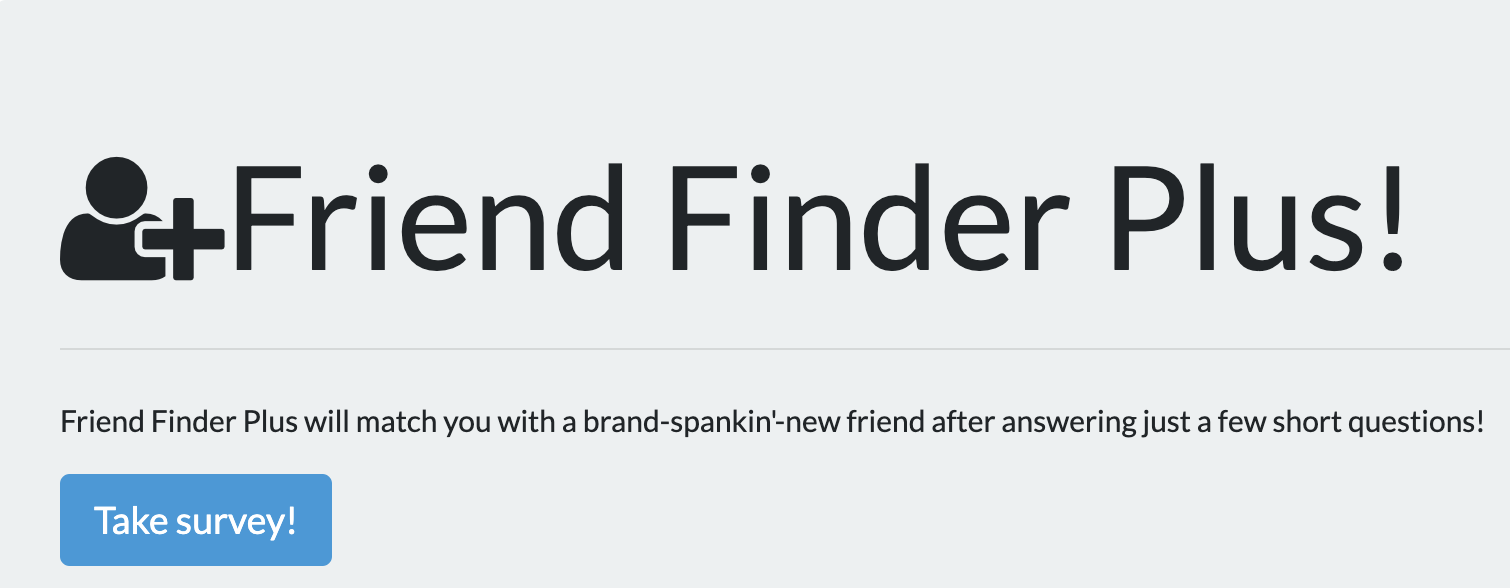 Friend Finder Plus!
Friend Finder Plus will match you with a brand-spankin'-new friend after answering just a few short questions!
Take survey!